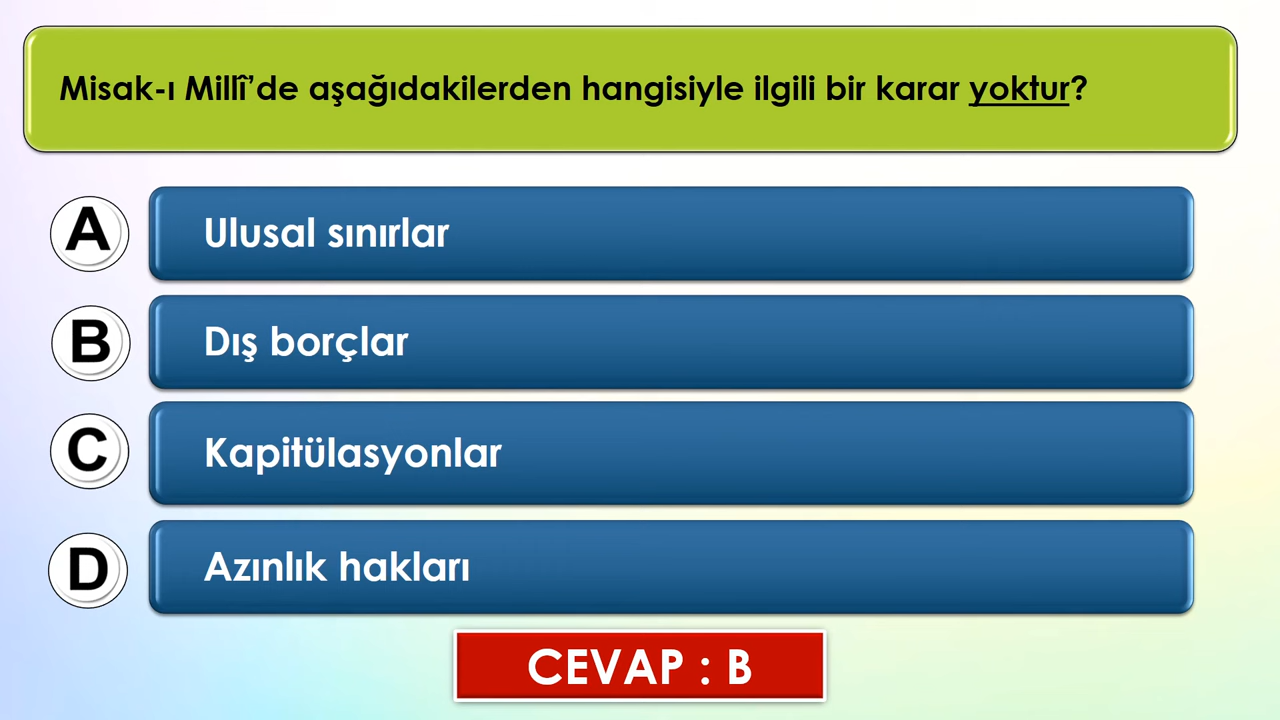 Misak-ı Millî’de aşağıdakilerden hangisiyle ilgili bir karar yoktur?
A Ulusal sınırlar
B Dış borçlar
C Kapitülasyonlar
D Azınlık hakları
CEVAP : B